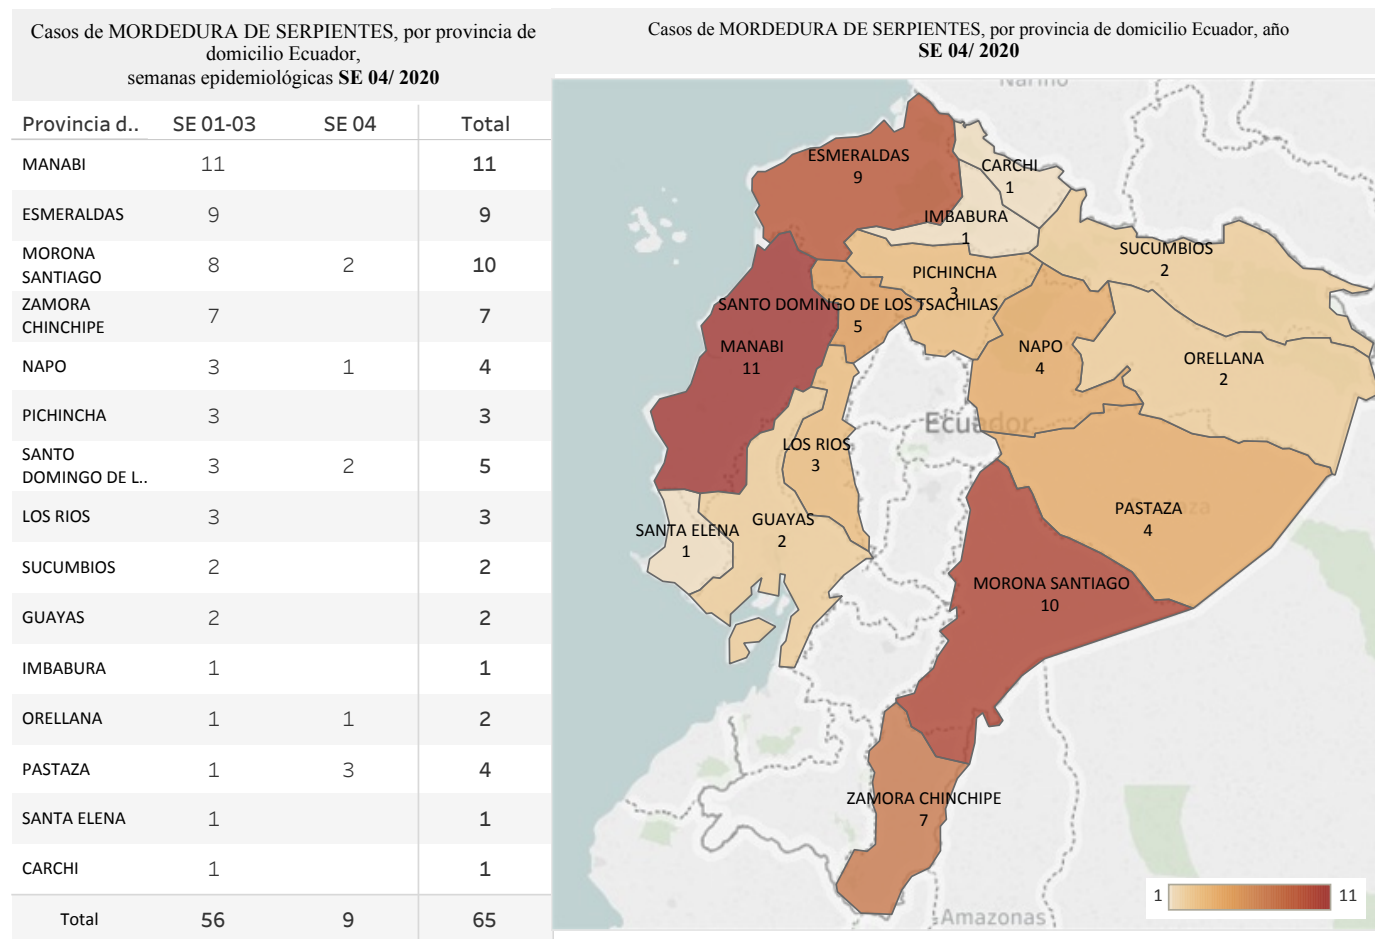 Casos de MORDEDURA DE SERPIENTES, por provincia de
domicilio Ecuador,
semanas epidemiológicas SE 04/ 2020
Provincia d.. SE 01-03 SE 04 Total
MANABI 11 11
ESMERALDAS 9 9
MORONA
SANTIAGO 8 2 10
ZAMORA
CHINCHIPE 7 7
NAPO 3 1 4
PICHINCHA 3 3
SANTO
DOMINGO DE L.. 3 2 5
LOS RIOS 3 3
SUCUMBIOS 2 2
GUAYAS 2 2
IMBABURA 1 1
ORELLANA 1 1 2
PASTAZA 1 3 4
SANTA ELENA 1 1
CARCHI 1 1
Total 56 9 65
Casos de MORDEDURA DE SERPIENTES, por provincia de domicilio Ecuador, año
SE 04/ 2020
Nariño
ESMERALDAS
9
CARCHI
1
IMBABURA
1
SUCUMBIOS
2
PICHINCHA
3
SANTO DOMINGO DE LOS TSACHILAS
5
MANABI
11
NAPO
4
ORELLANA
2
Ecuador
LOS RIOS
3
PASTAZA
4
SANTA ELENA
1
GUAYAS
2
MORONA SANTIAGO
10
ZAMORA CHINCHIPE
7
1 11
Amazonas